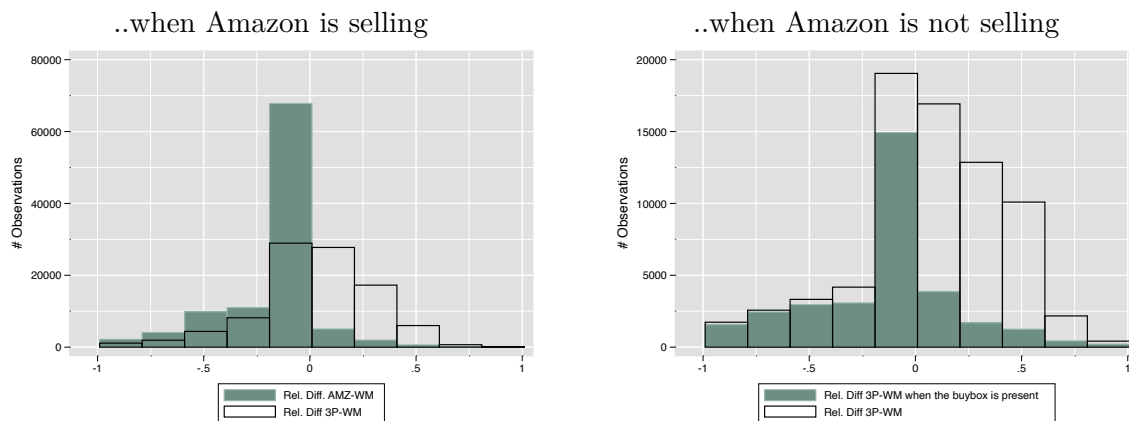 ..when Amazon is selling
80000
60000
40000
20000
0
# Observations
-1
-.5
0
.5
1
Rel. Diff. AMZ-WM
Rel. Diff 3P-WM
..when Amazon is not selling
20000
15000
10000
5000
0
# Observations
-1
-.5
0
.5
1
Rel. Diff 3P-WM when the buybox is present
Rel. Diff 3P-WM